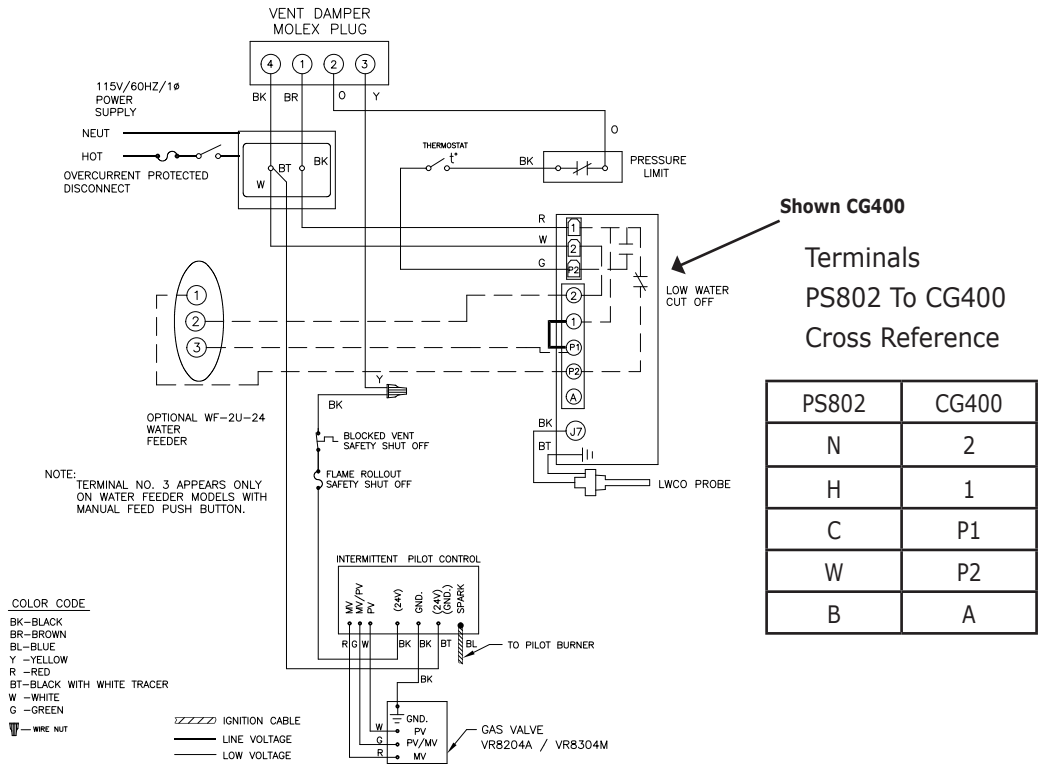 VENT DAMPER
MOLEX PLUG
4
1
2
3
BK
BR
O
Y
115V/60HZ/1ø
POWER
SUPPLY
NEUT
HOT
OVERCURRENT PROTECTED
DISCONNECT
BT
BK
W
THERMOSTAT
t°
BK
O
PRESSURE
LIMIT
R
W
G
1
2
P2
2
1
P1
P2
A
J7
LOW WATER
CUT OFF
BK
BT
LWCO PROBE
Shown CG400
Terminals
PS802 To CG400
Cross Reference
PS802 CG400
N 2
H 1
C P1
W P2
B A
1
2
3
OPTIONAL WF-2U-24
WATER
FEEDER
NOTE:
TERMINAL NO. 3 APPEARS ONLY
ON WATER FEEDER MODELS WITH
MANUAL FEED PUSH BUTTON.
Y
BK
BLOCKED VENT
SAFETY SHUT OFF
FLAME ROLLOUT
SAFETY SHUT OFF
INTERMITTENT PILOT CONTROL
MV
MV/PV
PV
(24V)
GND.
(24V)
(GND.)
SPARK
R G W BK BK BT BL
TO PILOT BURNER
BK
GND.
W PV
G PV/MV
R MV
GAS VALVE
VR8204A / VR8304M
COLOR CODE
BK-BLACK
BR-BROWN
BL-BLUE
Y -YELLOW
R -RED
BT-BLACK WITH WHITE TRACER
W -WHITE
G -GREEN
— WIRE NUT
IGNITION CABLE
LINE VOLTAGE
LOW VOLTAGE